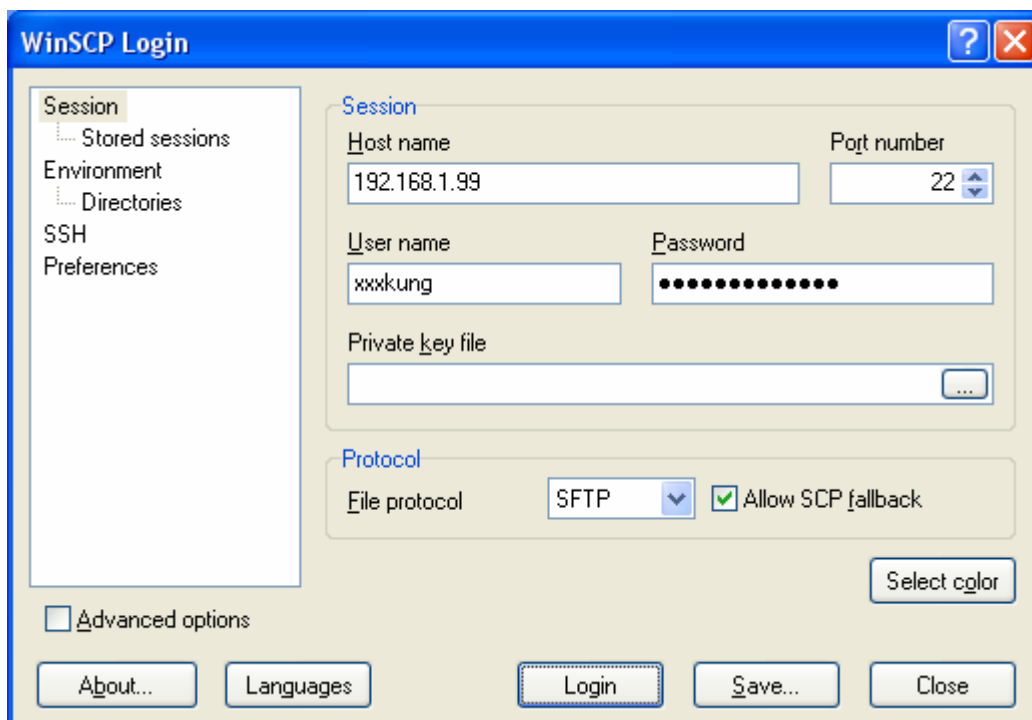 WinSCP Login
Session
Stored sessions
Environment
Directories
SSH
Preferences
Advanced options
Session
Host name
Port number
192.168.1.99
22
User name
Password
xxxkung
●●●●●●●●●●●●●
Private key file
...
Protocol
File protocol
SFTP
Allow SCP fallback
Select color
About...
Languages
Login
Save...
Close